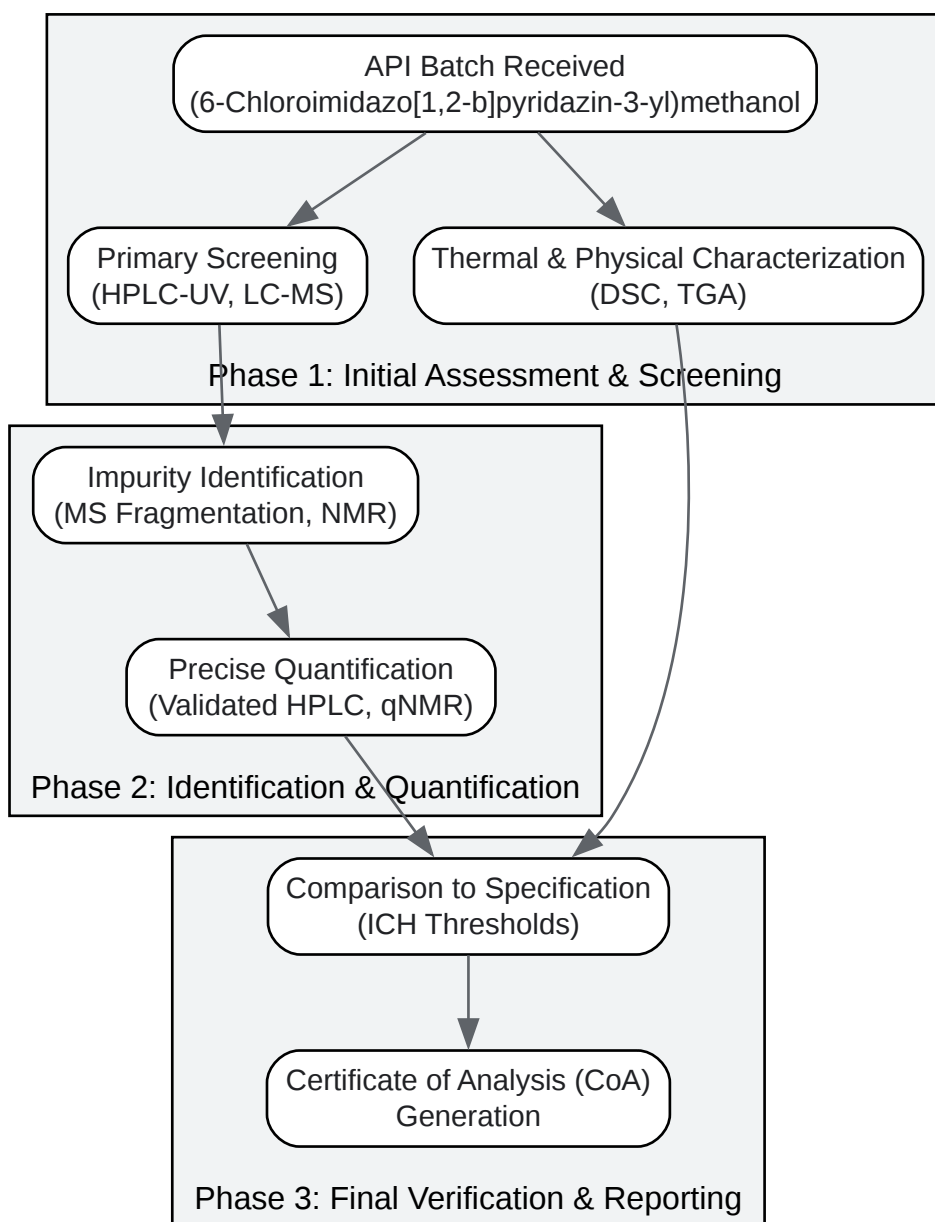 API Batch Received
(6-Chloroimidazo[1,2-b]pyridazin-3-yl)methanol
Primary Screening
(HPLC-UV, LC-MS)
Thermal & Physical Characterization
(DSC, TGA)
Phase 1: Initial Assessment & Screening
Impurity Identification
(MS Fragmentation, NMR)
Precise Quantification
(Validated HPLC, qNMR)
Phase 2: Identification & Quantification
Comparison to Specification
(ICH Thresholds)
Certificate of Analysis (CoA)
Generation
Phase 3: Final Verification & Reporting